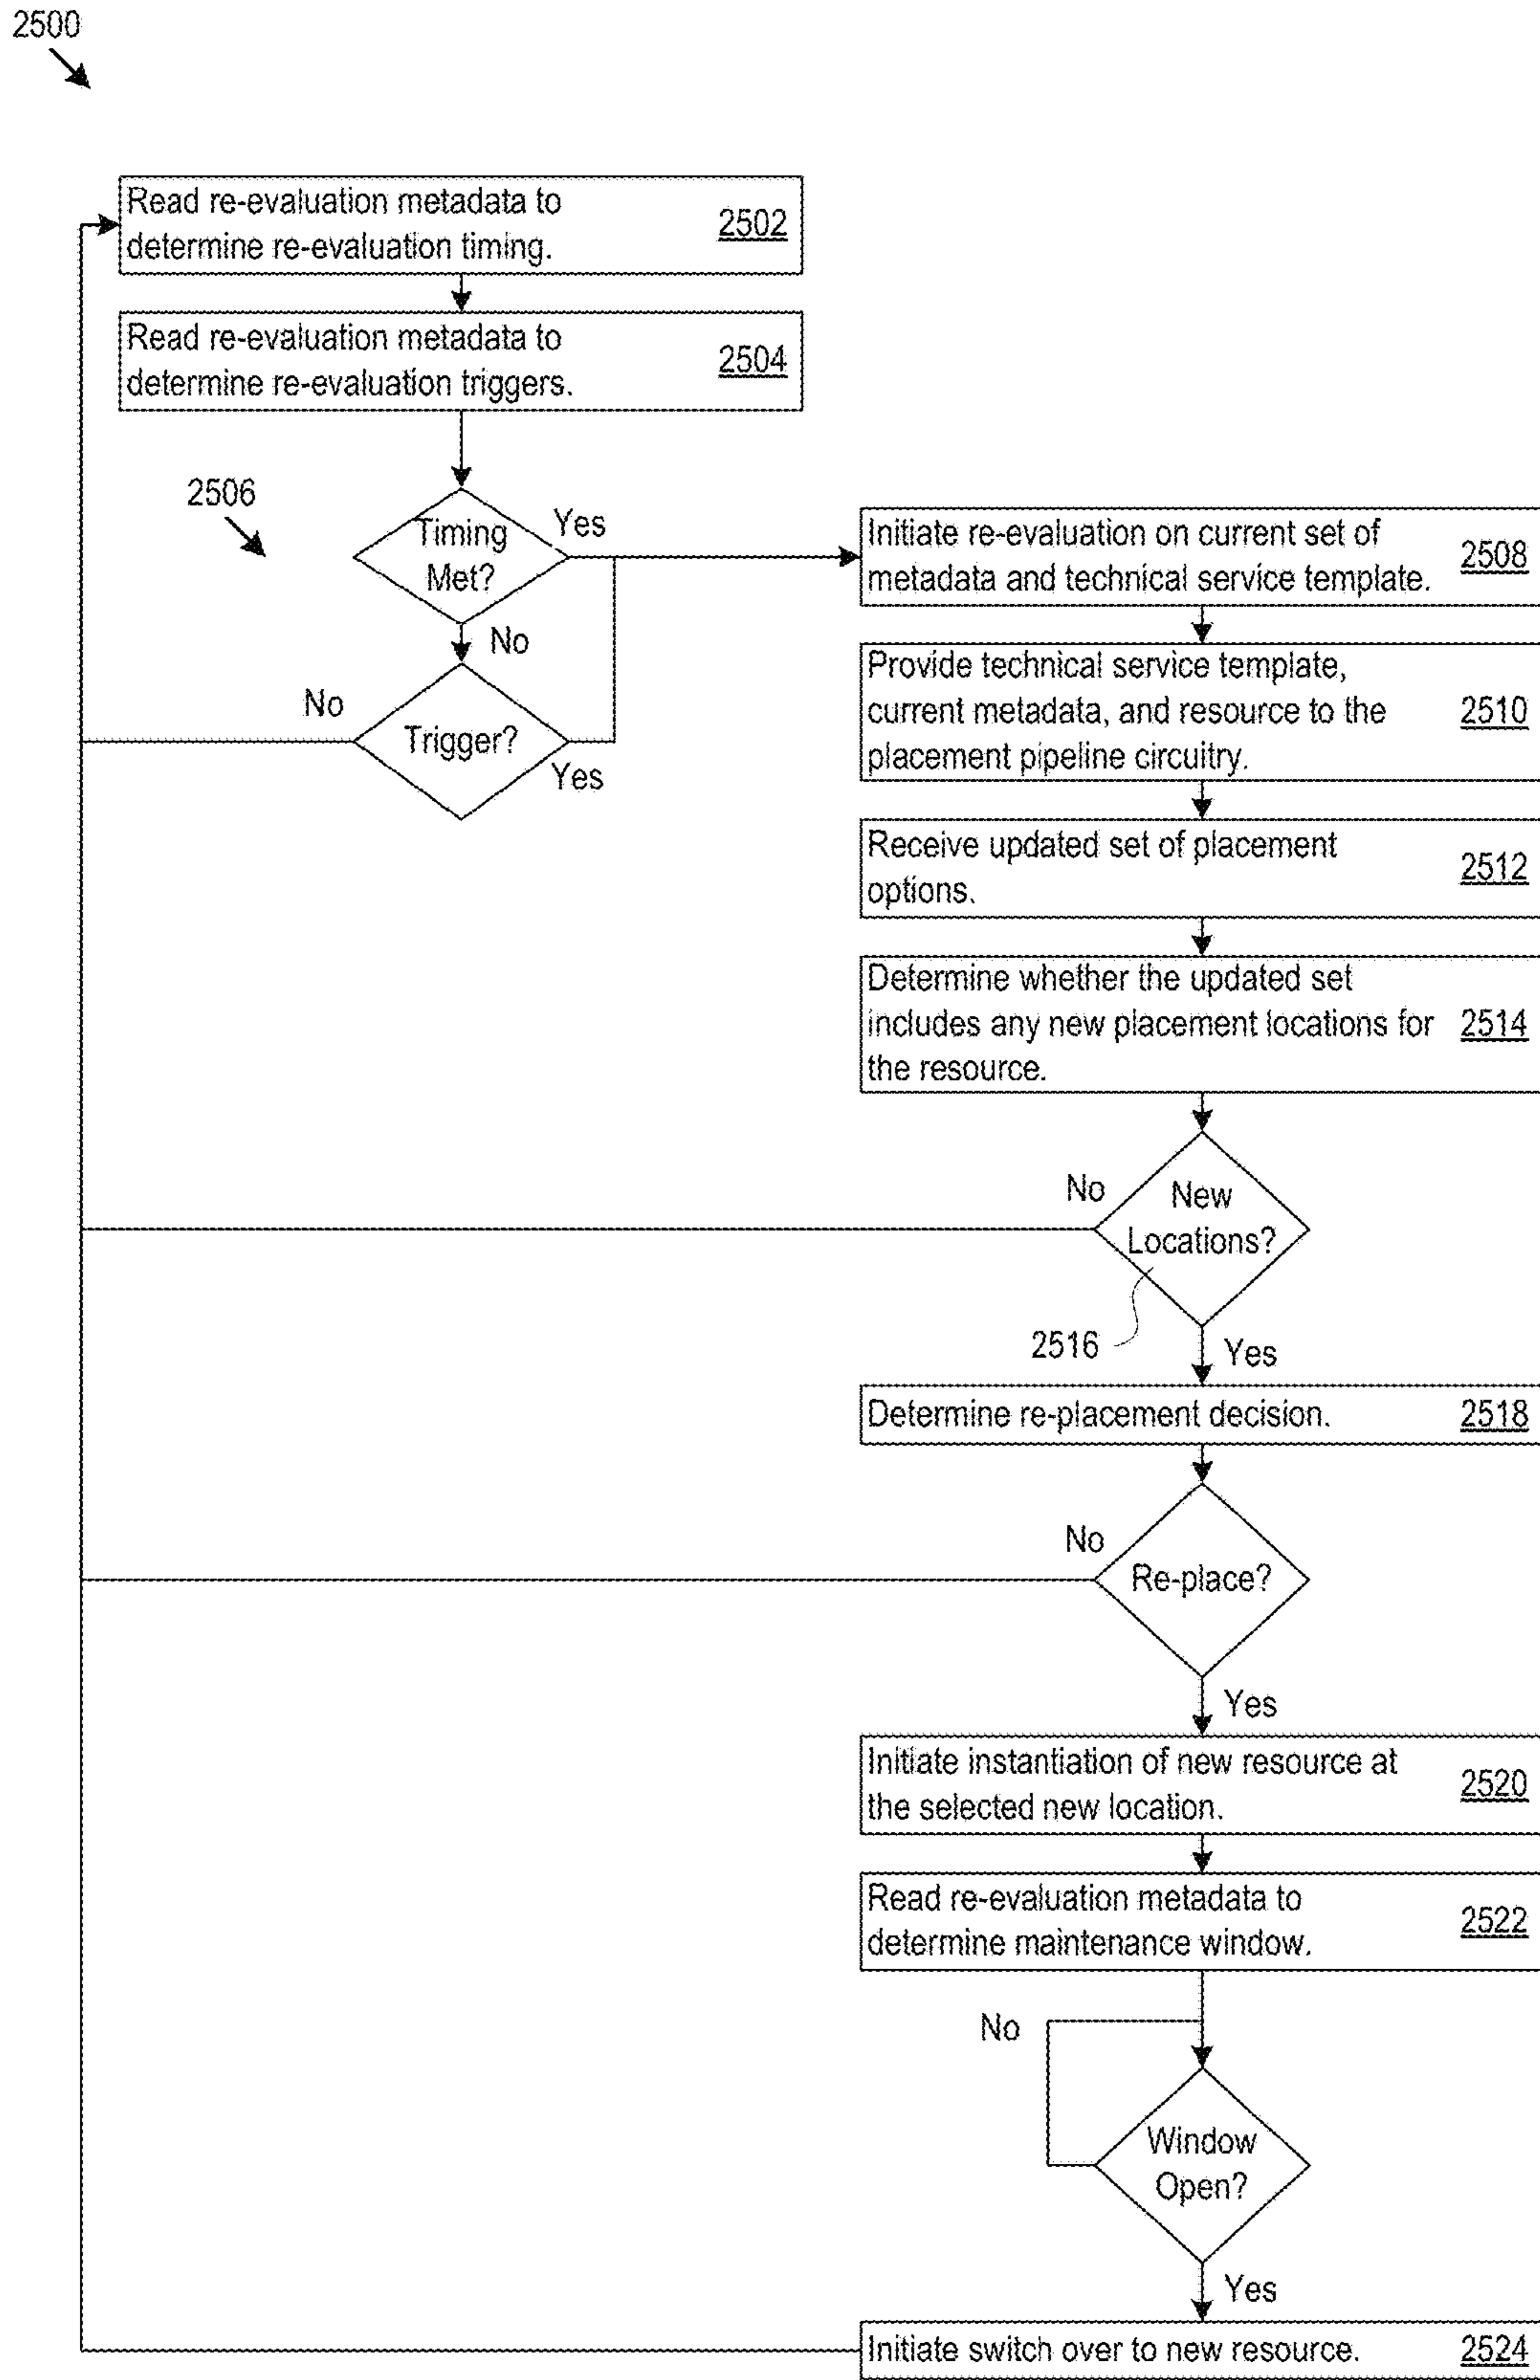 2500
Read re-evaluation metadata to
determine re-evaluation timing.
2502
Read re-evaluation metadata to
determine re-evaluation triggers.
2504
2506
Timing
Met?
Yes
No
Trigger?
No
Yes
Initiate re-evaluation on current set of
metadata and technical service template.
2508
Provide technical service template,
current metadata, and resource to the
placement pipeline circuitry.
2510
Receive updated set of placement
options.
2512
Determine whether the updated set
includes any new placement locations for
the resource.
2514
No
New
Locations?
2516
Yes
Determine re-placement decision.
2518
No
Re-place?
Yes
Initiate instantiation of new resource at
the selected new location.
2520
Read re-evaluation metadata to
determine maintenance window.
2522
No
Window
Open?
Yes
Initiate switch over to new resource.
2524